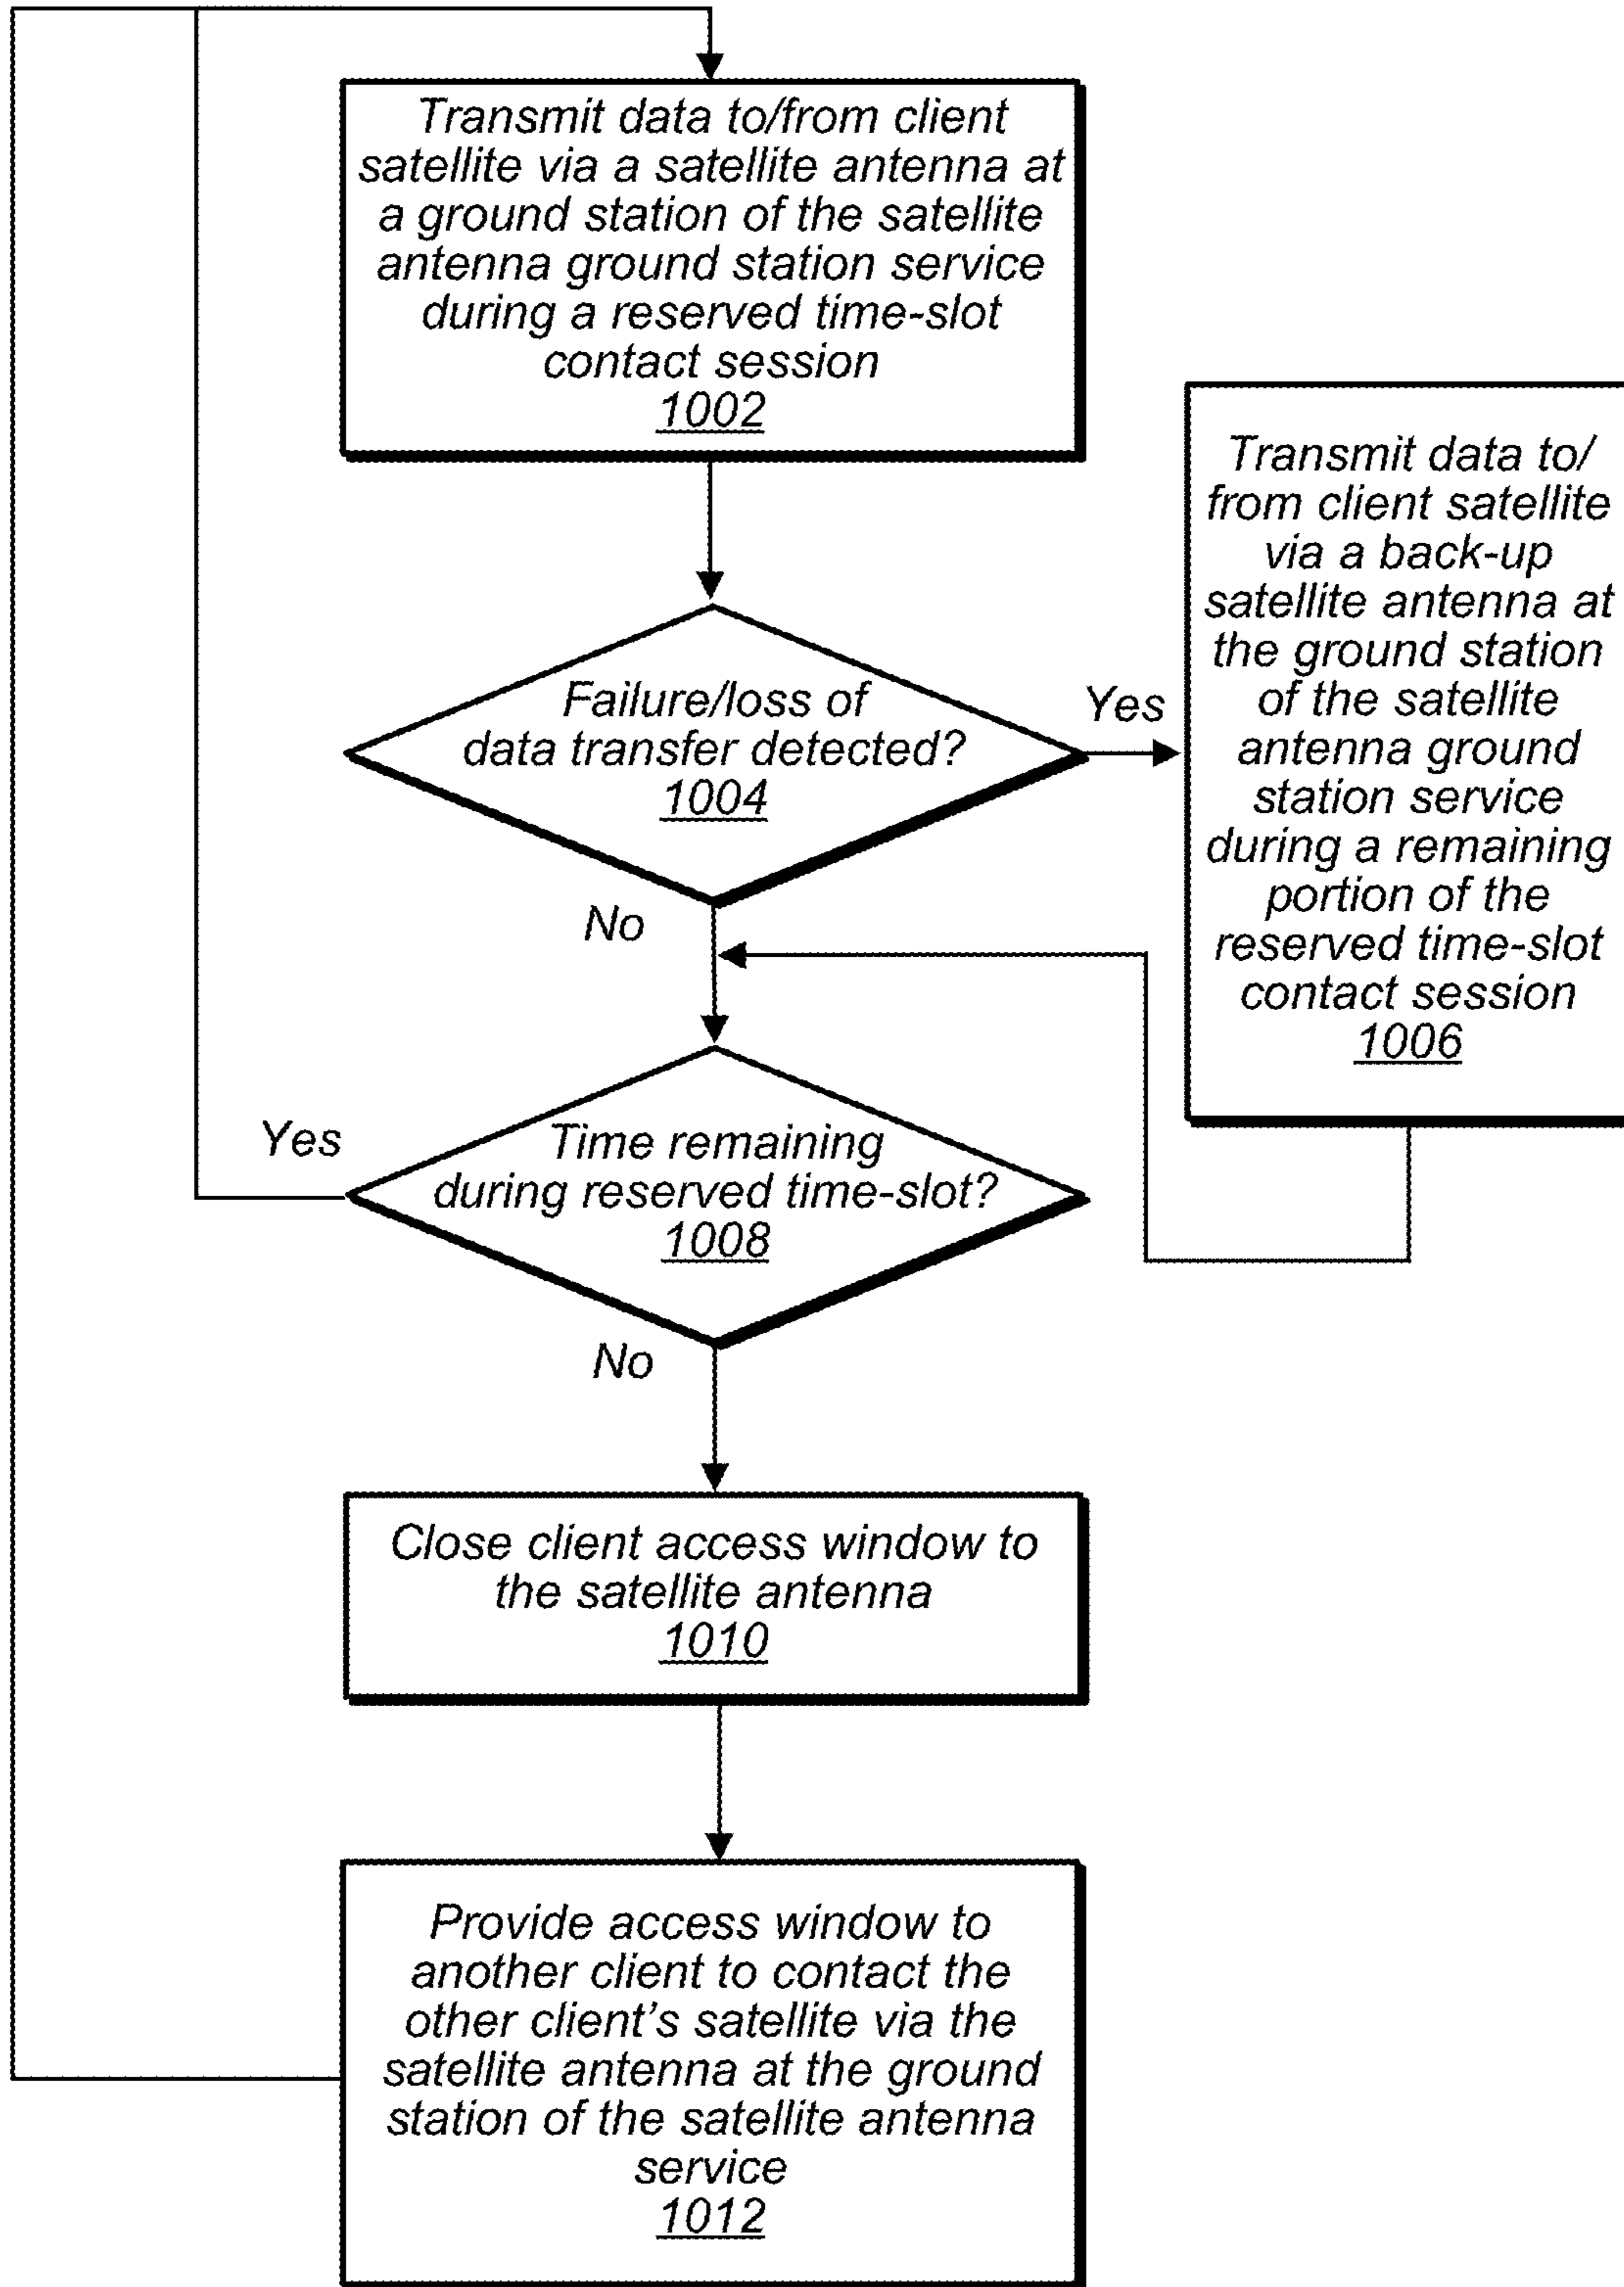 Transmit data to/from client
satellite via a satellite antenna at
a ground station of the satellite
antenna ground station service
during a reserved time-slot
contact session
1002
Failure/loss of
data transfer detected?
1004
Yes
Transmit data to/
from client satellite
via a back-up
satellite antenna at
the ground station
of the satellite
antenna ground
station service
during a remaining
portion of the
reserved time-slot
contact session
1006
No
Time remaining
during reserved time-slot?
1008
Yes
No
Close client access window to
the satellite antenna
1010
Provide access window to
another client to contact the
other client's satellite via the
satellite antenna at the ground
station of the satellite antenna
service
1012